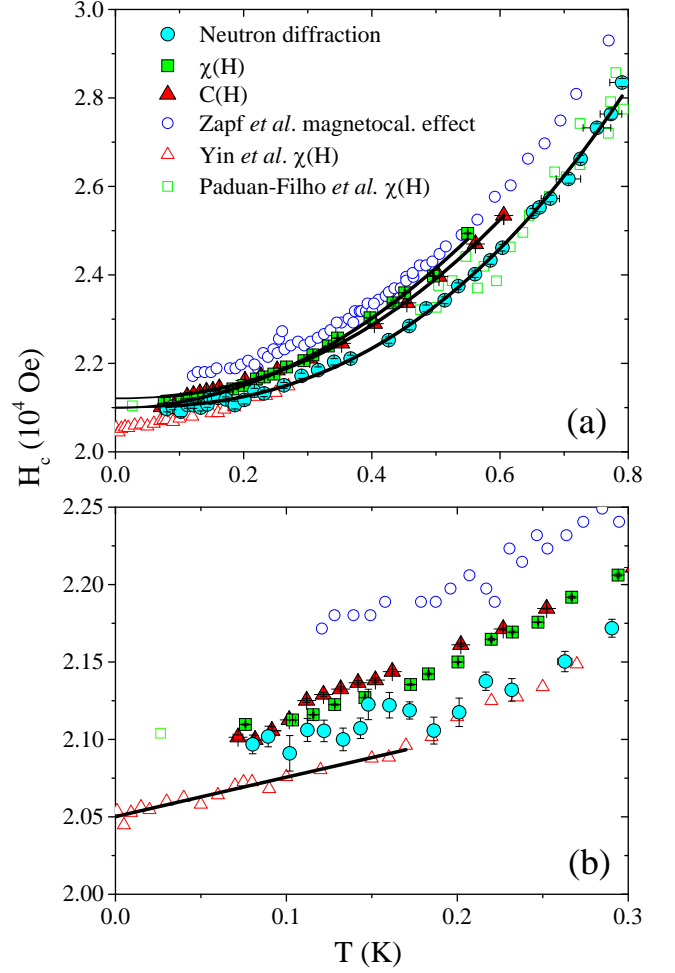 3.0
2.8
2.6
2.4
2.2
2.0
Neutron diffraction
χ(H)
C(H)
Zapf et al. magnetocal. effect
Yin et al. χ(H)
Paduan-Filho et al. χ(H)
(a)
0.0 0.2 0.4 0.6 0.8
H_c (10^4 Oe)
2.25
2.20
2.15
2.10
2.05
2.00
(b)
0.0 0.1 0.2 0.3
T (K)